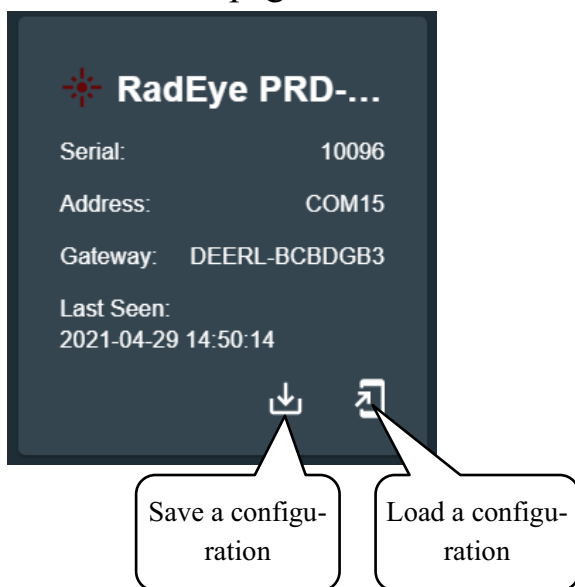 RadEye PRD-...
Serial: 10096
Address: COM15
Gateway: DEERL-BCBDGB3
Last Seen:
2021-04-29 14:50:14
Save a configu-
ration
Load a configu-
ration